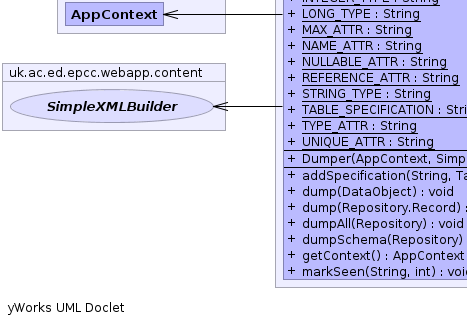 AppContext
uk.ac.ed.epcc.webapp.content
SimpleXMLBuilder
+ LONG_TYPE : String
+ MAX_ATTR : String
+ NAME_ATTR : String
+ NULLABLE_ATTR : String
+ REFERENCE_ATTR : String
+ STRING_TYPE : String
+ TABLE_SPECIFICATION : Stri
+ TYPE_ATTR : String
+ UNIQUE_ATTR : String
+ Dumper(AppContext, Simp
+ addSpecification(String, Ta
+ dump(DataObject) : void
+ dump(Repository.Record) :
+ dumpAll(Repository) : void
+ dumpSchema(Repository)
+ getContext() : AppContext
+ markSeen(String, int) : void
yWorks UML Doclet